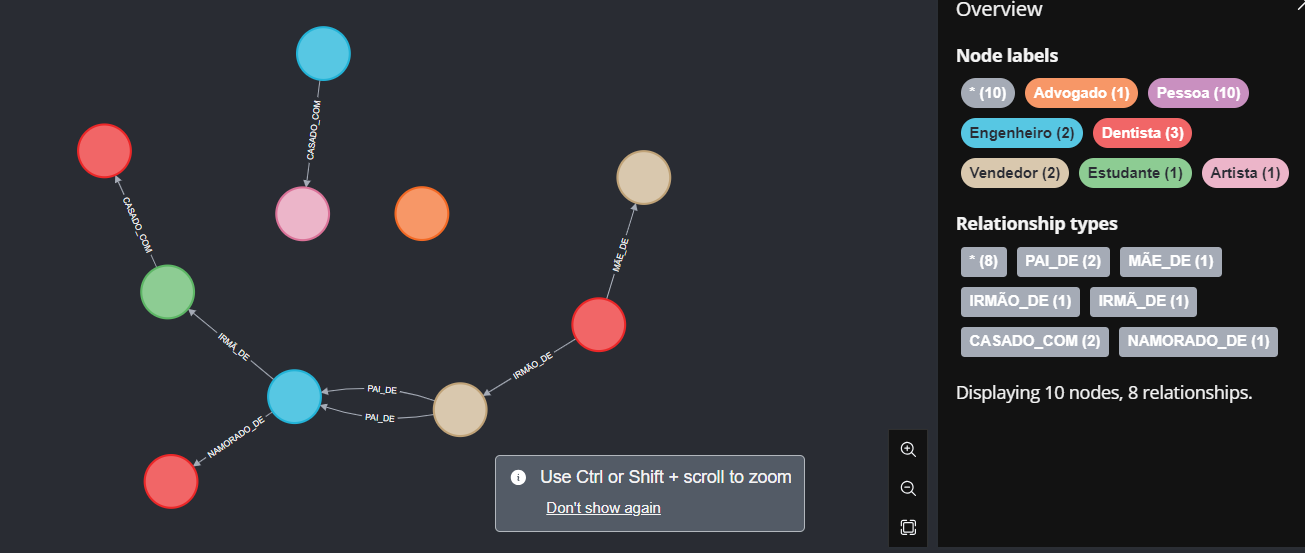 Overview
Node labels
* (10) Advogado (1) Pessoa (10)
Engenheiro (2) Dentista (3)
Vendedor (2) Estudante (1) Artista (1)
Relationship types
* (8) PAI_DE (2) MÃE_DE (1)
IRMÃO_DE (1) IRMÃ_DE (1)
CASADO_COM (2) NAMORADO_DE (1)
Displaying 10 nodes, 8 relationships.
CASADO_COM
CASADO_COM
MÃE_DE
IRMÃ_DE
IRMÃO_DE
PAI_DE
PAI_DE
NAMORADO_DE
Use Ctrl or Shift + scroll to zoom
Don't show again